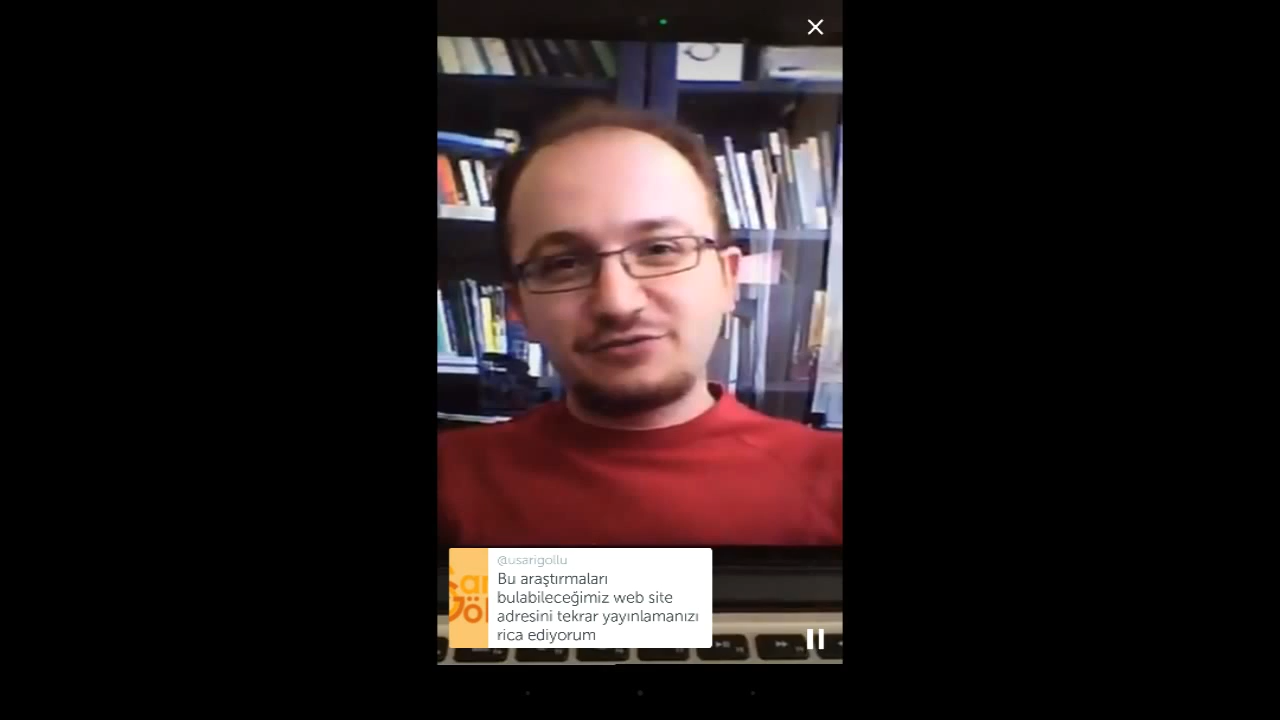 @usarigollu
Bu araştırmaları
bulabileceğimiz web site
adresini tekrar yayınlamanızı
rica ediyorum